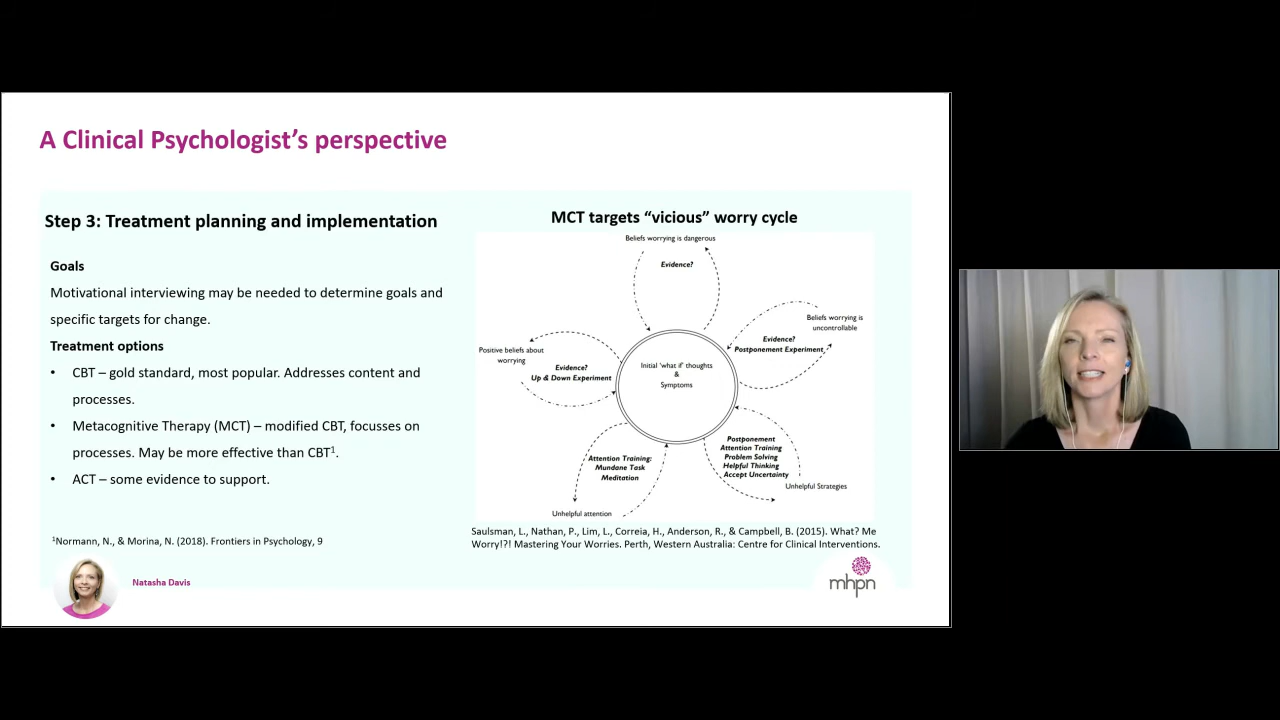 A Clinical Psychologist's perspective
Step 3: Treatment planning and implementation
Goals
Motivational interviewing may be needed to determine goals and
specific targets for change.
Treatment options
• CBT – gold standard, most popular. Addresses content and
processes.
• Metacognitive Therapy (MCT) – modified CBT, focusses on
processes. May be more effective than CBT¹.
• ACT – some evidence to support.
¹Normann, N., & Morina, N. (2018). Frontiers in Psychology, 9
Natasha Davis
MCT targets “vicious” worry cycle
Beliefs worrying is dangerous
Evidence?
Beliefs worrying is
uncontrollable
Evidence?
Postponement Experiment
Positive beliefs about
worrying
Evidence?
Up & Down Experiment
Initial 'what if' thoughts
&
Symptoms
Postponement
Attention Training
Problem Solving
Helpful Thinking
Accept Uncertainty
Unhelpful Strategies
Attention Training:
Mundane Task
Meditation
Unhelpful attention
Saulsman, L., Nathan, P., Lim, L., Correia, H., Anderson, R., & Campbell, B. (2015). What? Me
Worry!?! Mastering Your Worries. Perth, Western Australia: Centre for Clinical Interventions.
mhpn